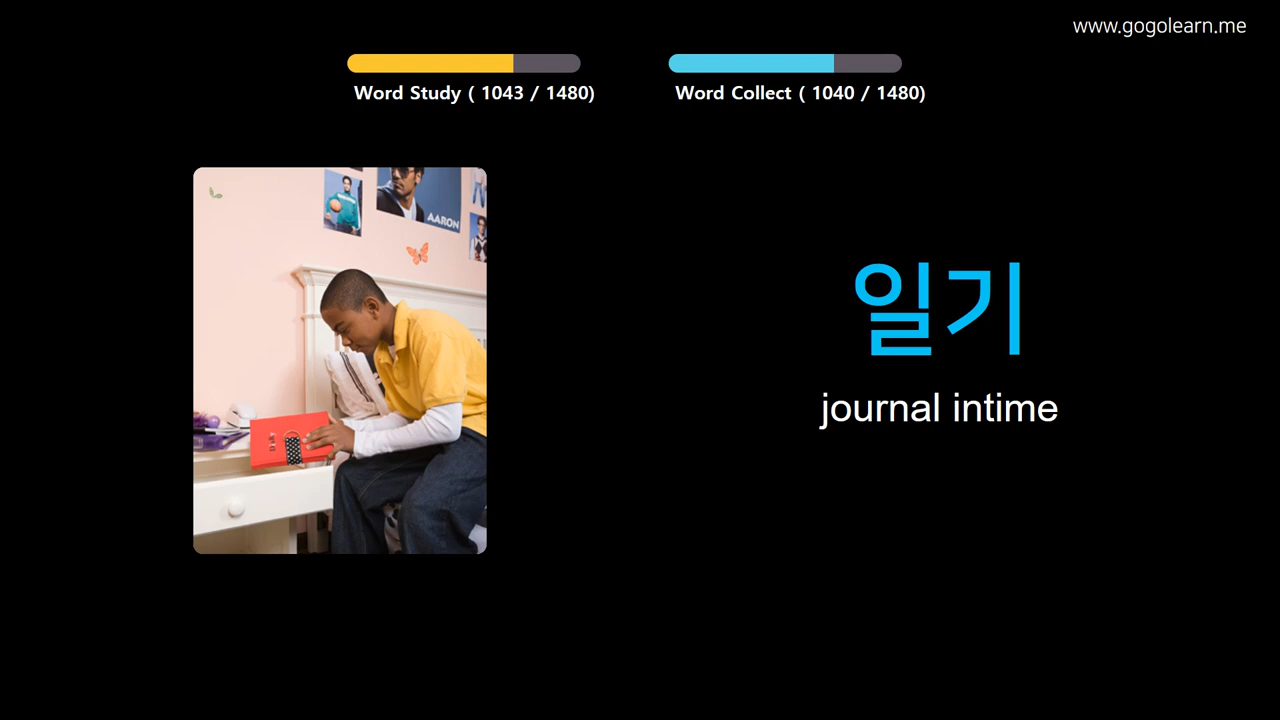 www.gogolearn.me
Word Study ( 1043 / 1480)
Word Collect ( 1040 / 1480)
AARON
일기
journal intime